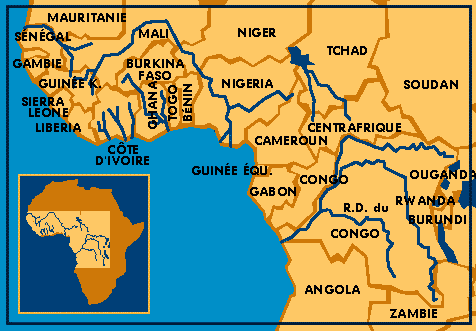 MAURITANIE
SÉNÉGAL
MALI
NIGER
TCHAD
GAMBIE
BURKINA
FASO
GUINÉE K.
NIGERIA
SOUDAN
SIERRA
LEONE
GHANA
TOGO
BÉNIN
LIBERIA
CENTRAFRIQUE
CAMEROUN
CÔTE
D'IVOIRE
GUINÉE ÉQU.
OUGANDA
CONGO
GABON
RWANDA
R.D. du
CONGO
BURUNDI
ANGOLA
ZAMBIE